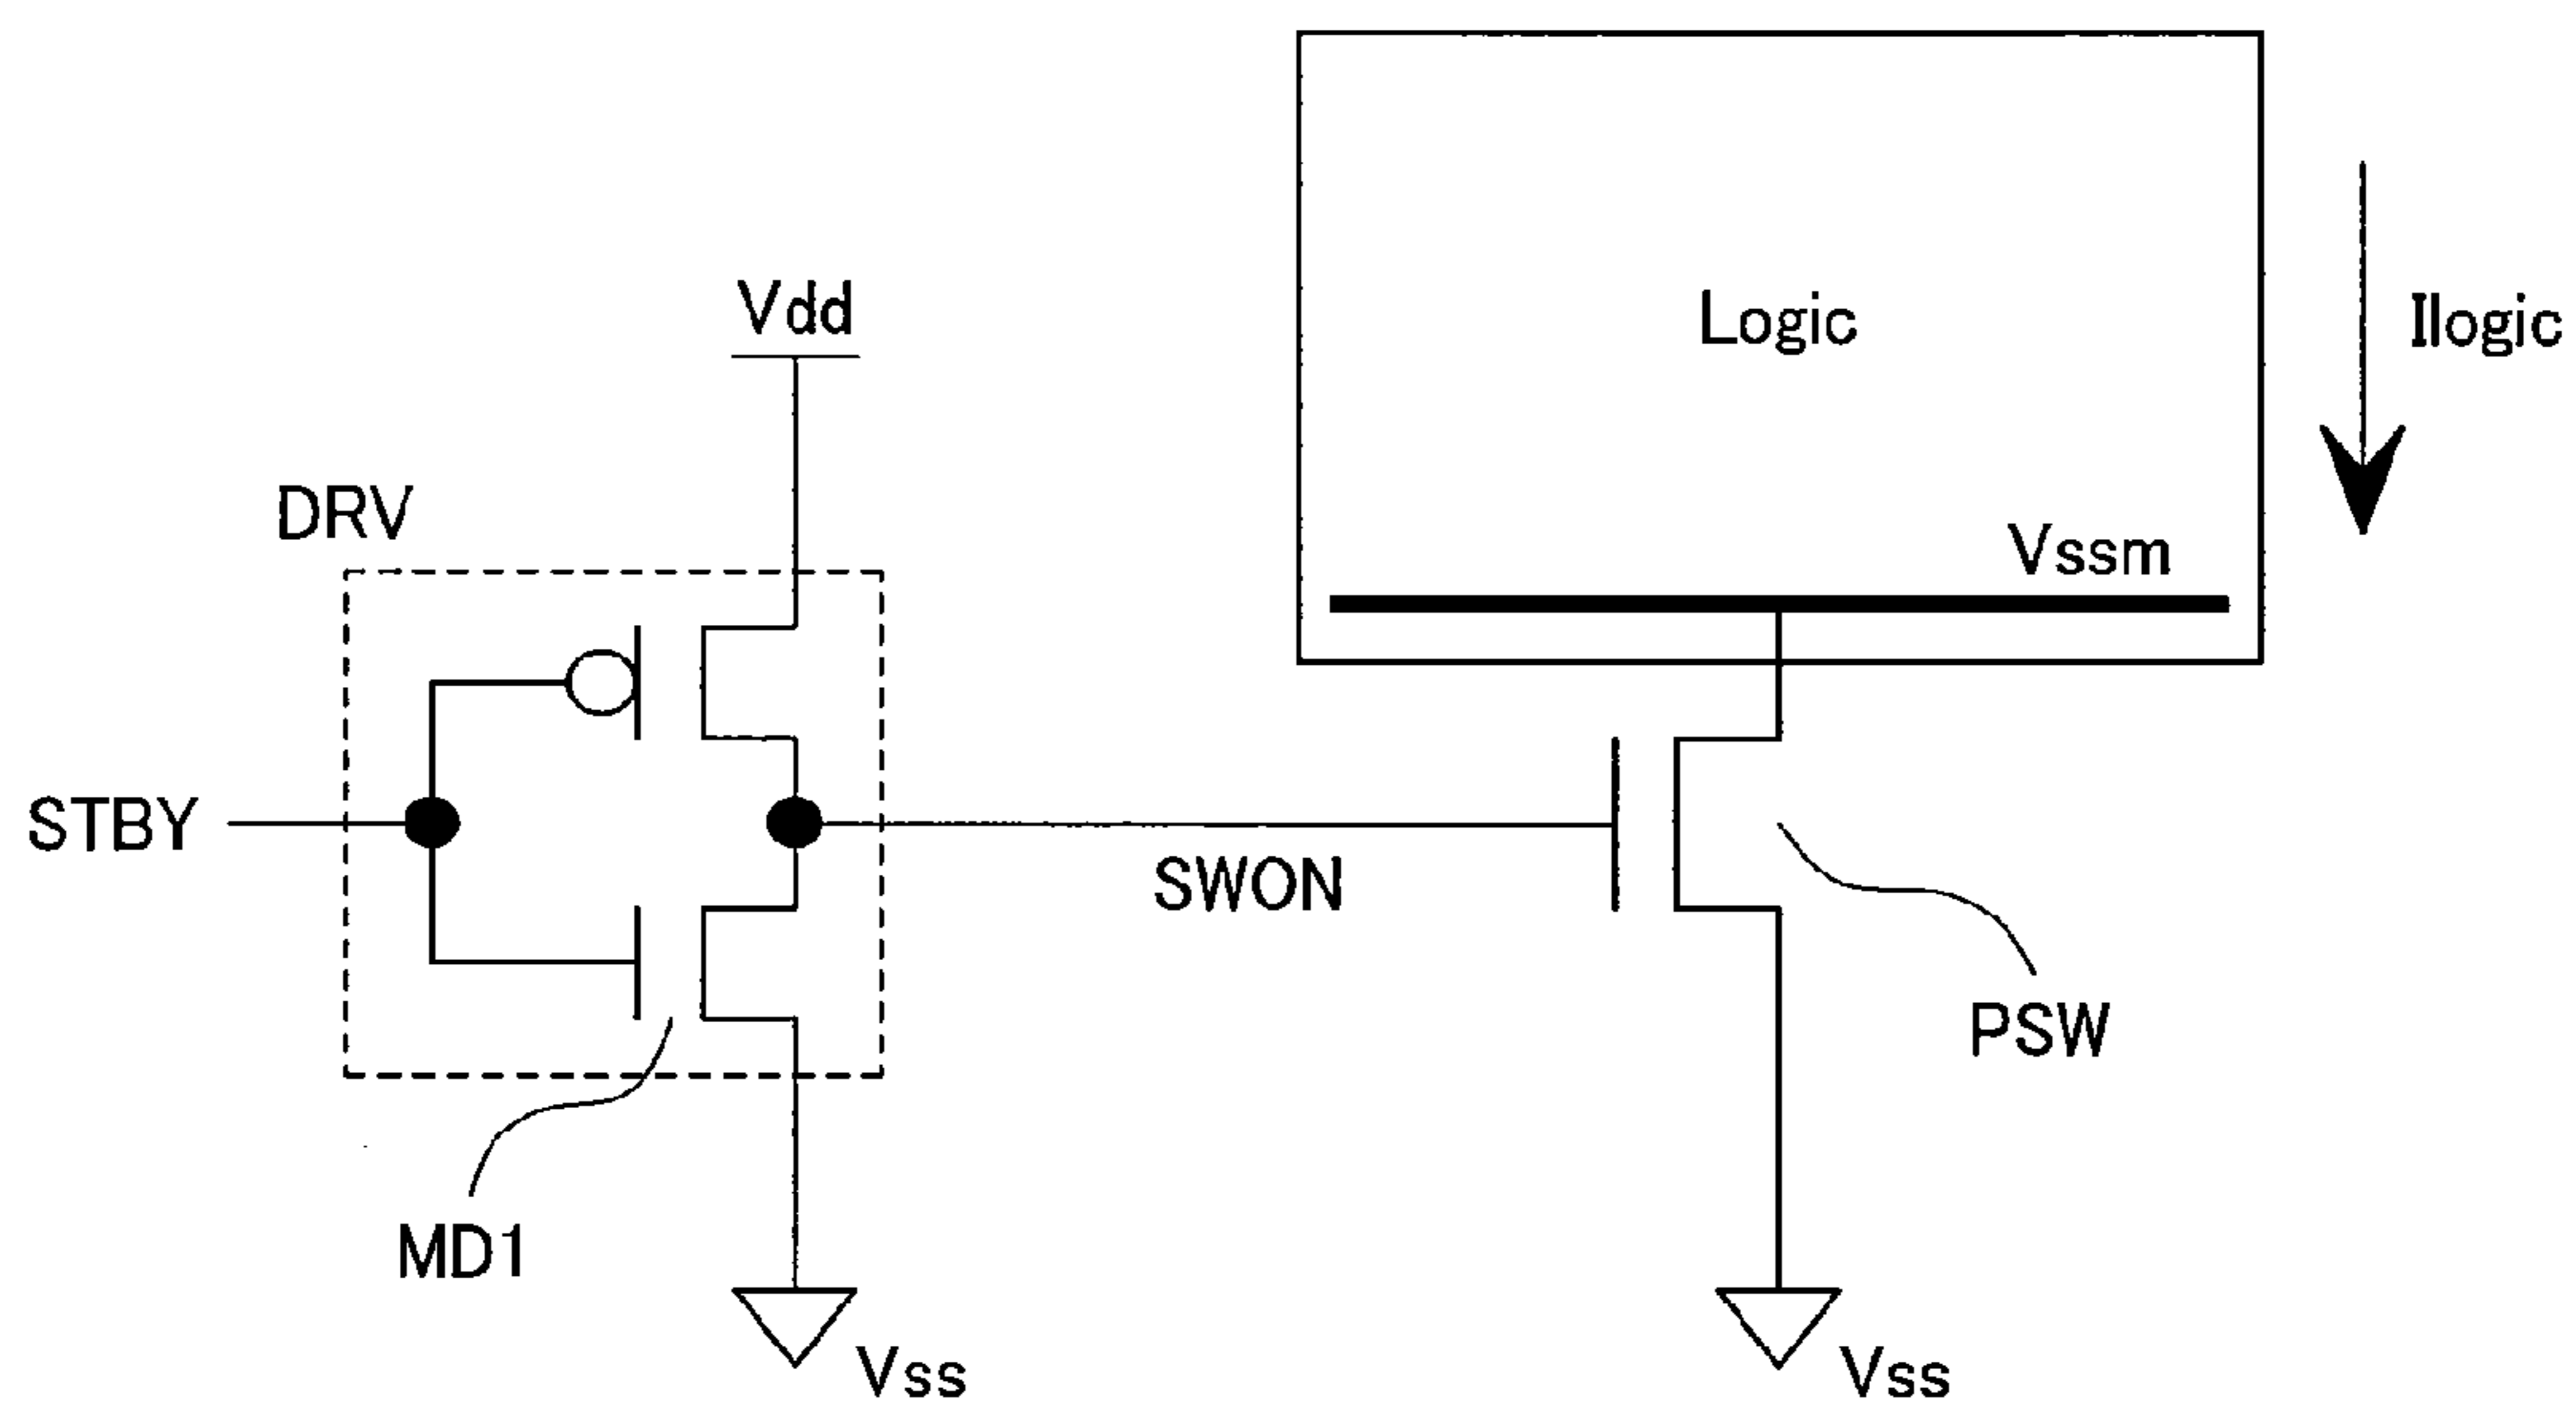 Vdd
Logic
Ilogic
DRV
Vssm
STBY
SWON
PSW
MD1
Vss
Vss